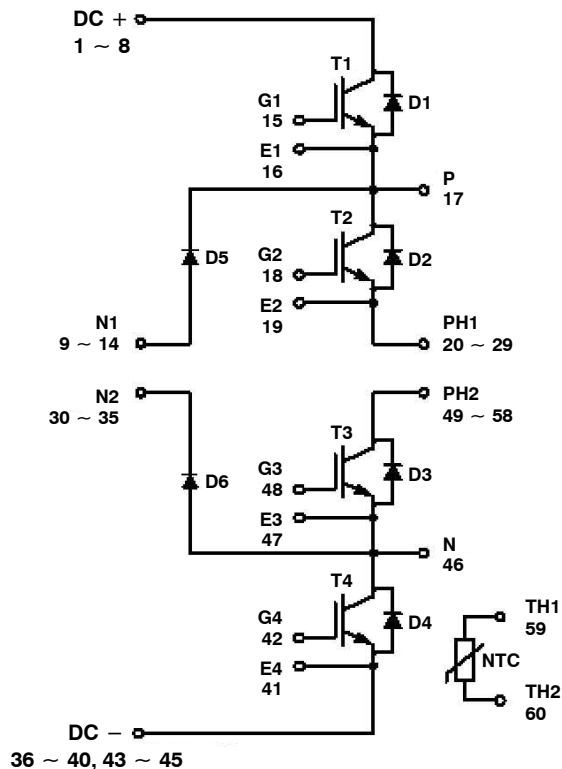 DC +
1 ~ 8
T1
G1
15
D1
E1
16
P
17
T2
D5
G2
18
D2
E2
19
N1
9 ~ 14
PH1
20 ~ 29
N2
30 ~ 35
PH2
49 ~ 58
T3
G3
48
D3
D6
E3
47
N
46
T4
G4
42
D4
E4
41
TH1
59
NTC
TH2
60
DC −
36 ~ 40, 43 ~ 45